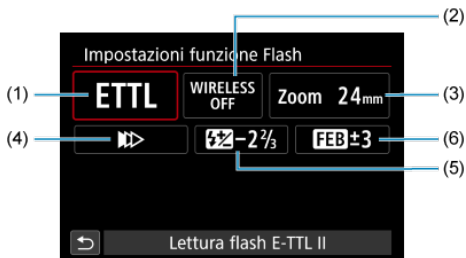 (2)
Impostazioni funzione Flash
(1) ETTL WIRELESS OFF Zoom 24mm (3)
(4) -2⅔ FEB±3 (6)
(5)
Lettura flash E-TTL II